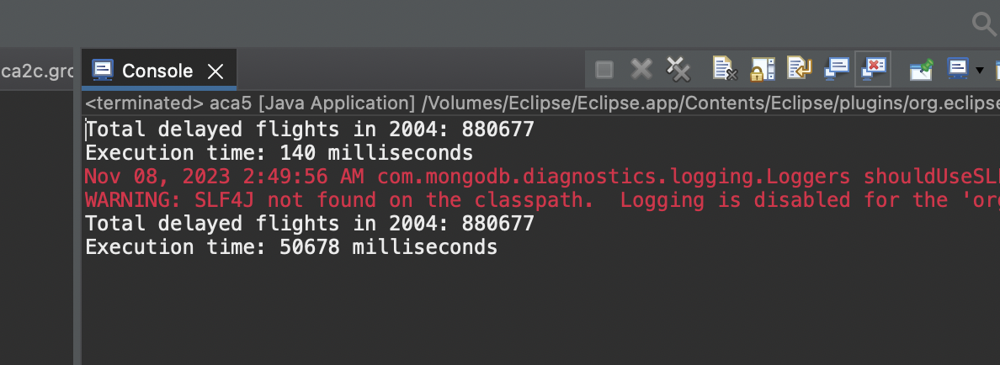 ca2c.grc
Console
<terminated> aca5 [Java Application] /Volumes/Eclipse/Eclipse.app/Contents/Eclipse/plugins/org.eclipse
Total delayed flights in 2004: 880677
Execution time: 140 milliseconds
Nov 08, 2023 2:49:56 AM com.mongodb.diagnostics.logging.Loggers shouldUseSL
WARNING: SLF4J not found on the classpath.  Logging is disabled for the 'org
Total delayed flights in 2004: 880677
Execution time: 50678 milliseconds